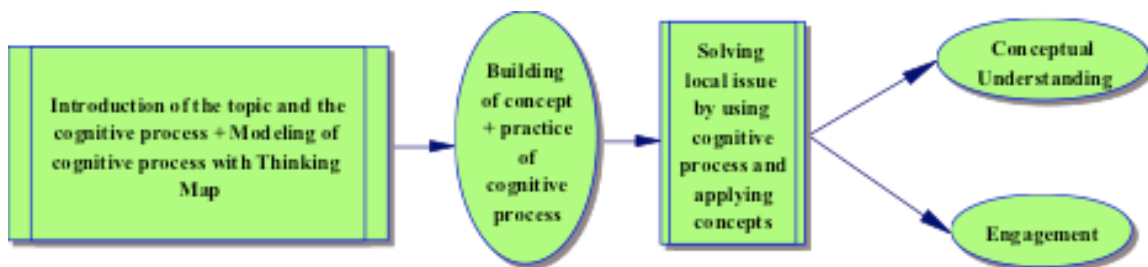 Introduction of the topic and the
cognitive process + Modeling of
cognitive process with Thinking
Map
Building
of concept
+ practice
of
cognitive
process
Solving
local issue
by using
cognitive
process and
applying
concepts
Conceptual
Understanding
Engagement